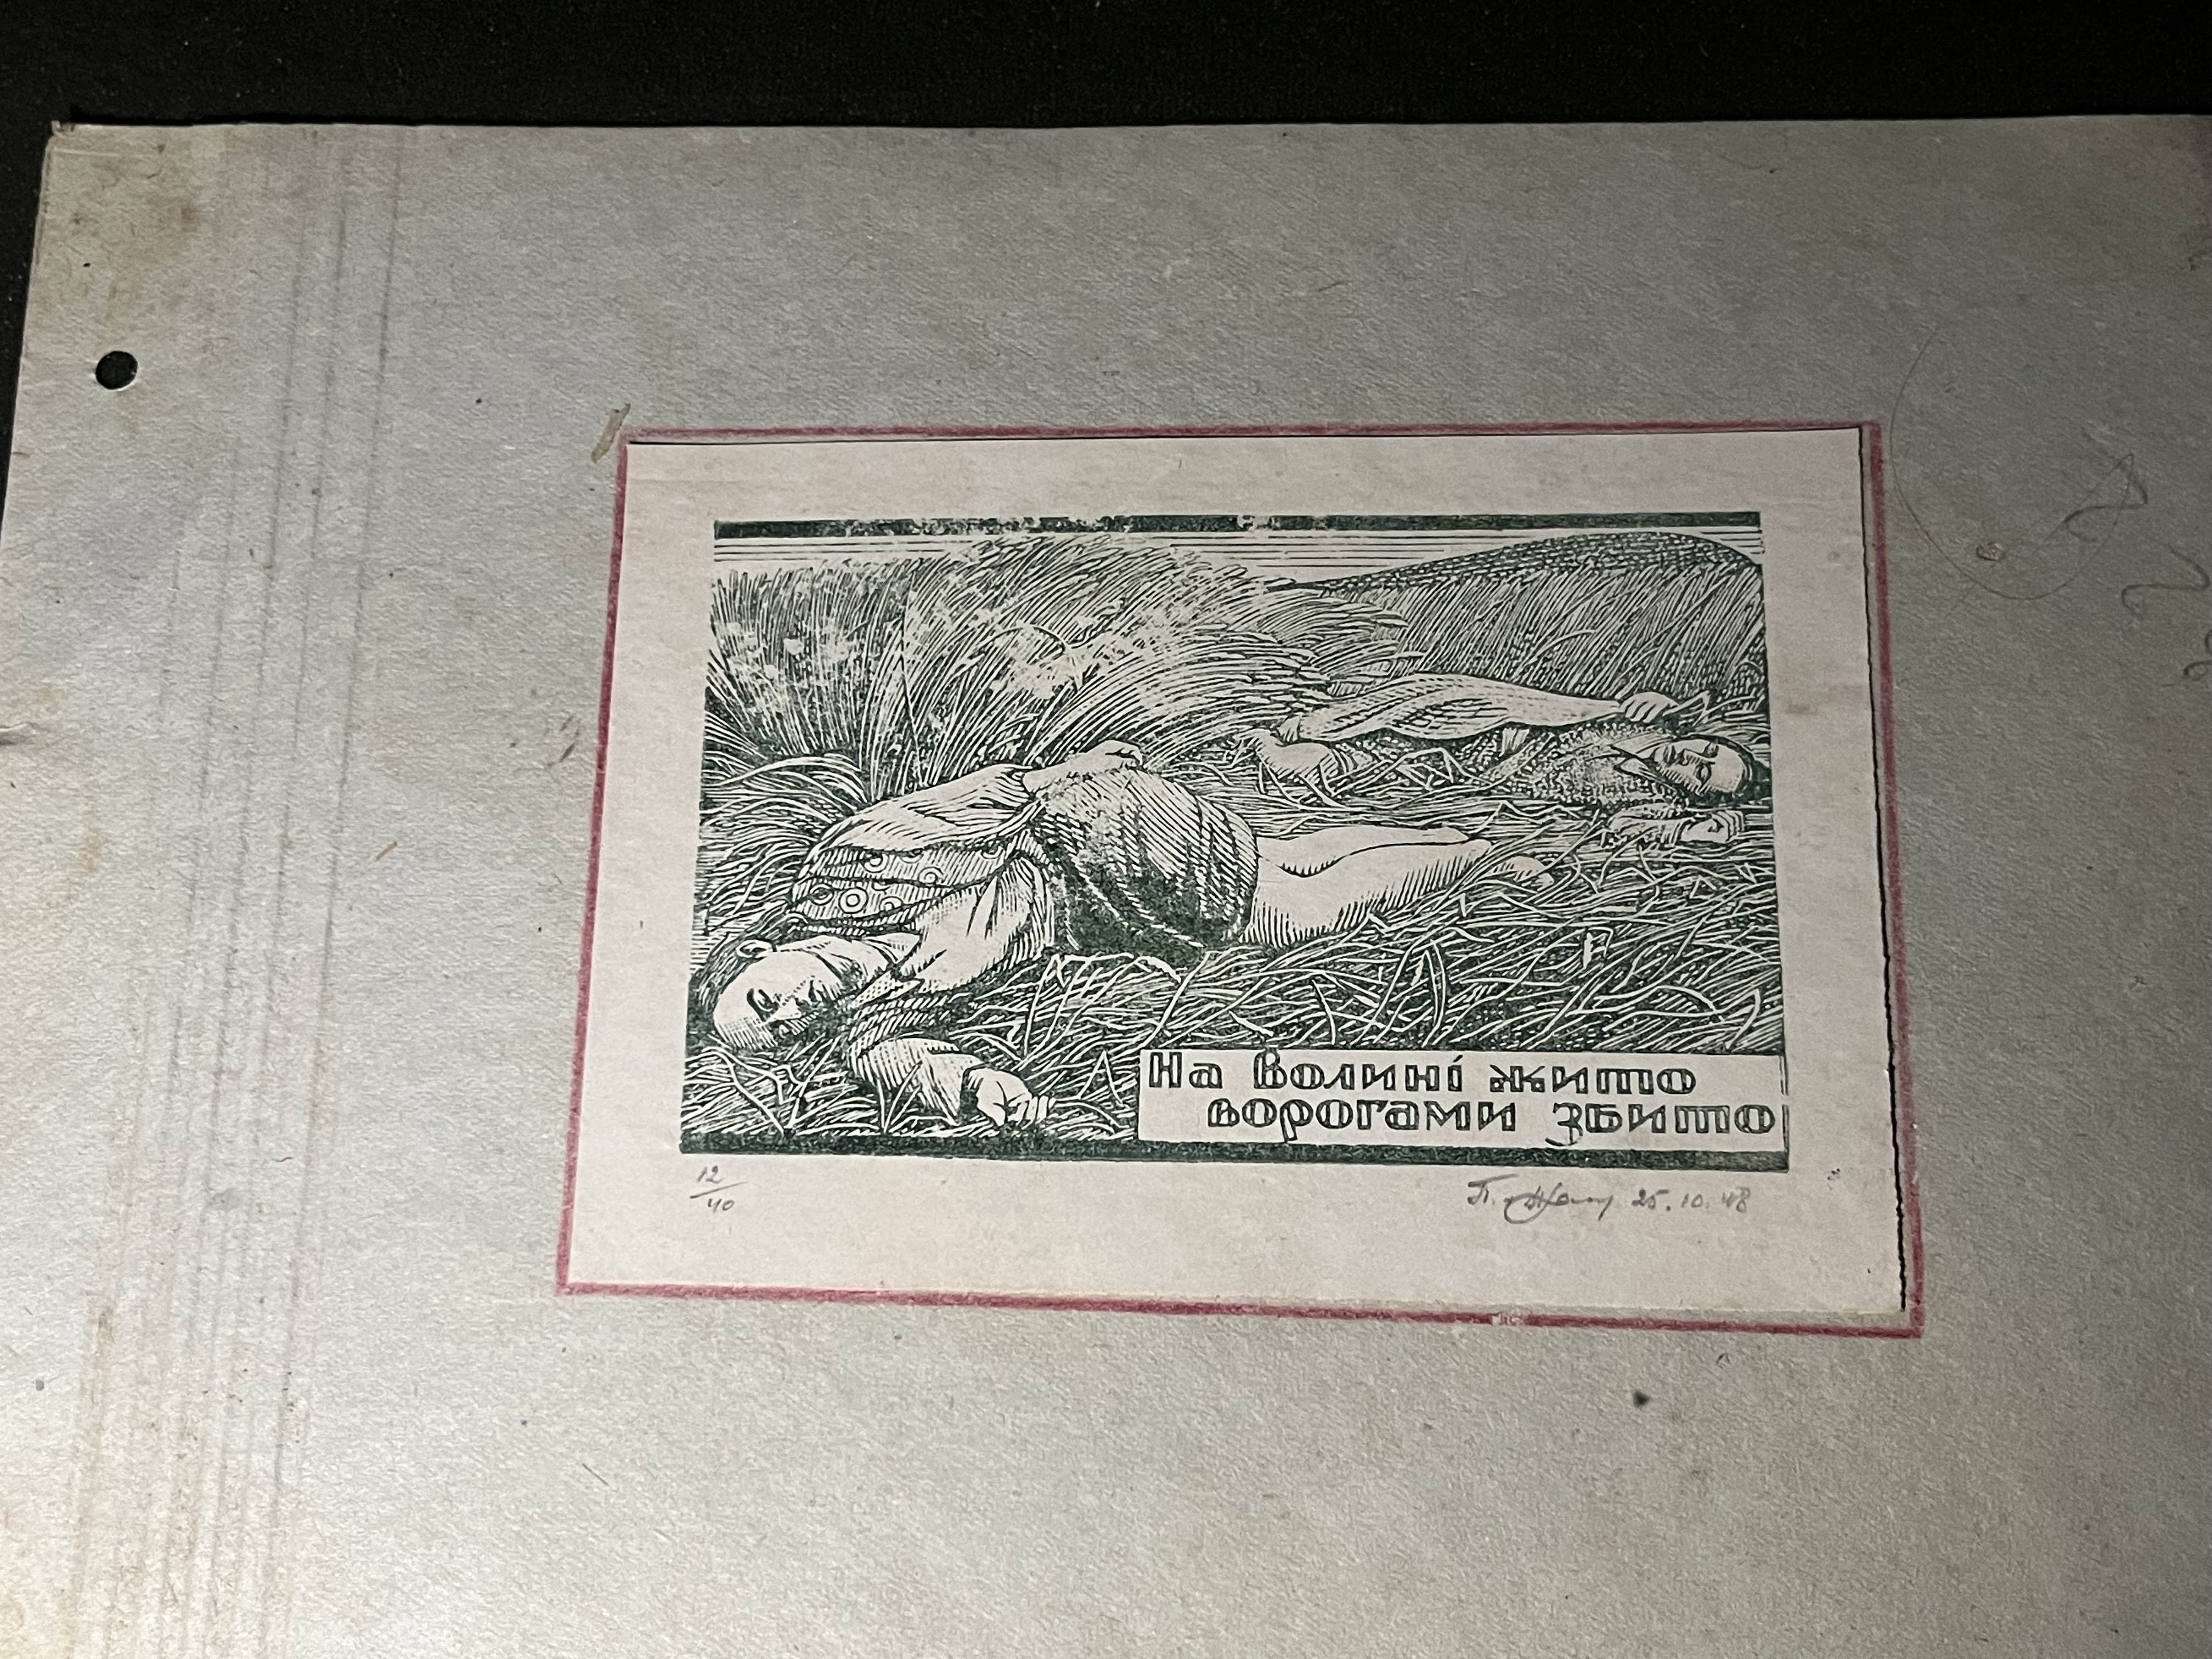 На Волині жито
ворогами збито
12/40
25.10.48